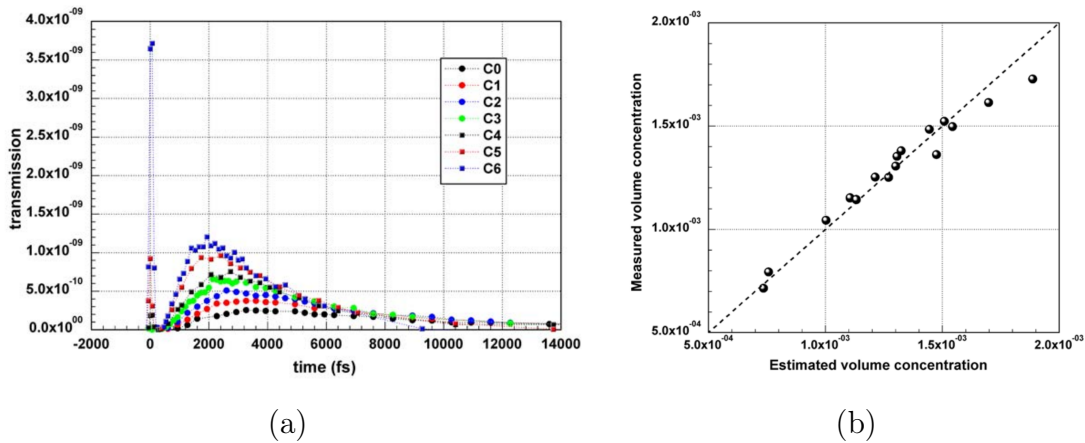 4.0x10⁻⁰⁹
3.5x10⁻⁰⁹
3.0x10⁻⁰⁹
2.5x10⁻⁰⁹
2.0x10⁻⁰⁹
1.5x10⁻⁰⁹
1.0x10⁻⁰⁹
5.0x10⁻¹⁰
0.0x10⁰⁰
transmission
-2000 0 2000 4000 6000 8000 10000 12000 14000
time (fs)
C0
C1
C2
C3
C4
C5
C6
(a)
2.0x10⁻⁰³
1.5x10⁻⁰³
1.0x10⁻⁰³
5.0x10⁻⁰⁴
Measured volume concentration
5.0x10⁻⁰⁴ 1.0x10⁻⁰³ 1.5x10⁻⁰³ 2.0x10⁻⁰³
Estimated volume concentration
(b)